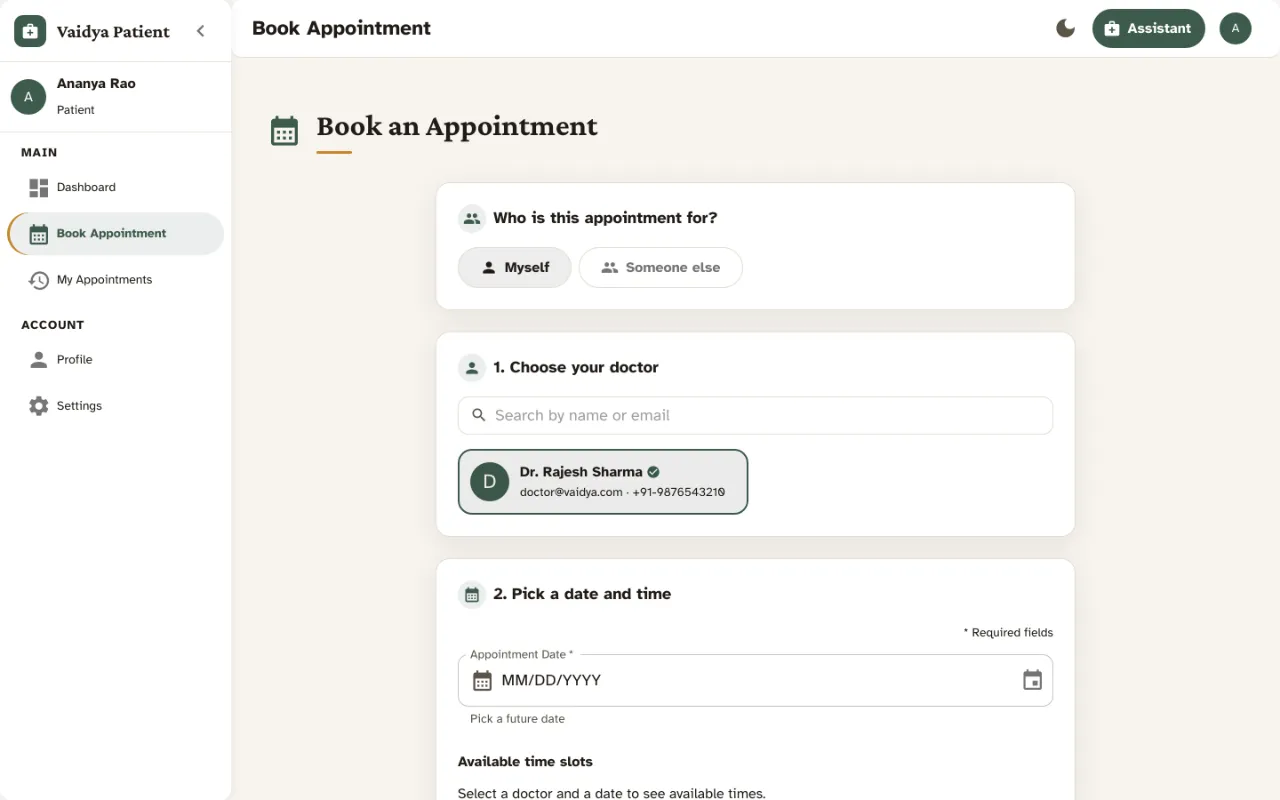 Vaidya Patient
Book Appointment
Assistant
A
A
Ananya Rao
Patient
MAIN
Dashboard
Book Appointment
My Appointments
ACCOUNT
Profile
Settings
Book an Appointment
Who is this appointment for?
Myself
Someone else
1. Choose your doctor
Search by name or email
D
Dr. Rajesh Sharma
doctor@vaidya.com · +91-9876543210
2. Pick a date and time
* Required fields
Appointment Date *
MM/DD/YYYY
Pick a future date
Available time slots
Select a doctor and a date to see available times.